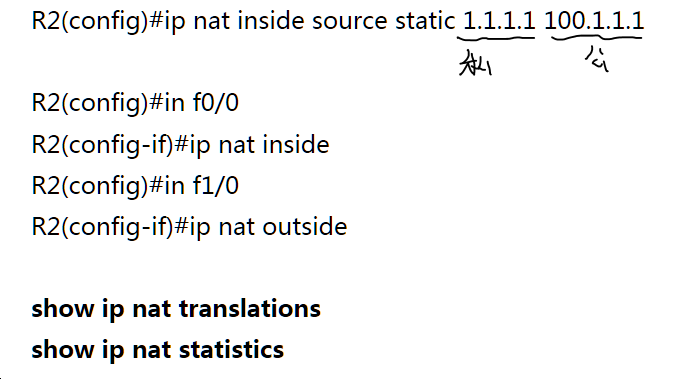 R2(config)#ip nat inside source static 1.1.1.1 100.1.1.1
私 公
R2(config)#in f0/0
R2(config-if)#ip nat inside
R2(config)#in f1/0
R2(config-if)#ip nat outside
show ip nat translations
show ip nat statistics